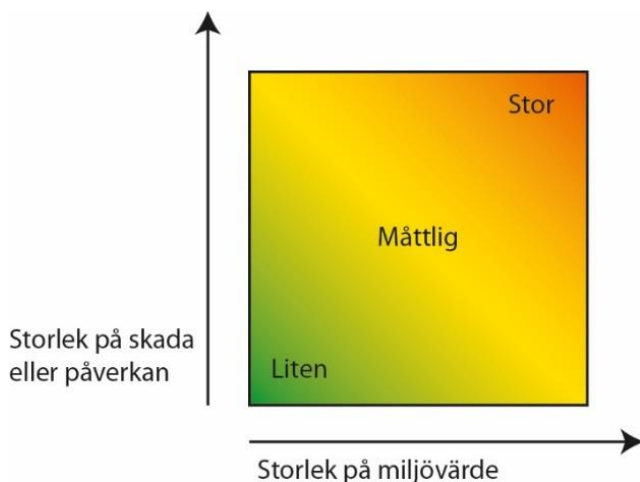 Stor
Måttlig
Storlek på skada
eller påverkan
Liten
Storlek på miljövärde